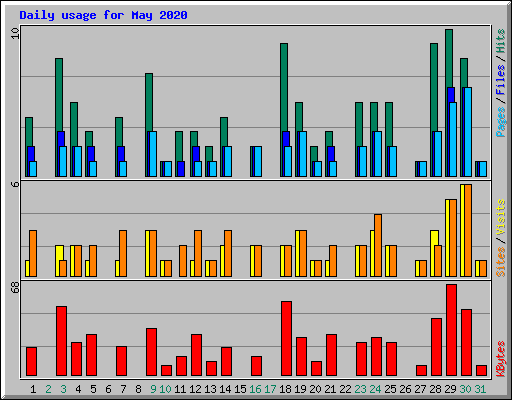 Daily usage for May 2020
10
Pages / Files / Hits
6
Sites / Visits
68
KBytes
1 2 3 4 5 6 7 8 9 10 11 12 13 14 15 16 17 18 19 20 21 22 23 24 25 26 27 28 29 30 31